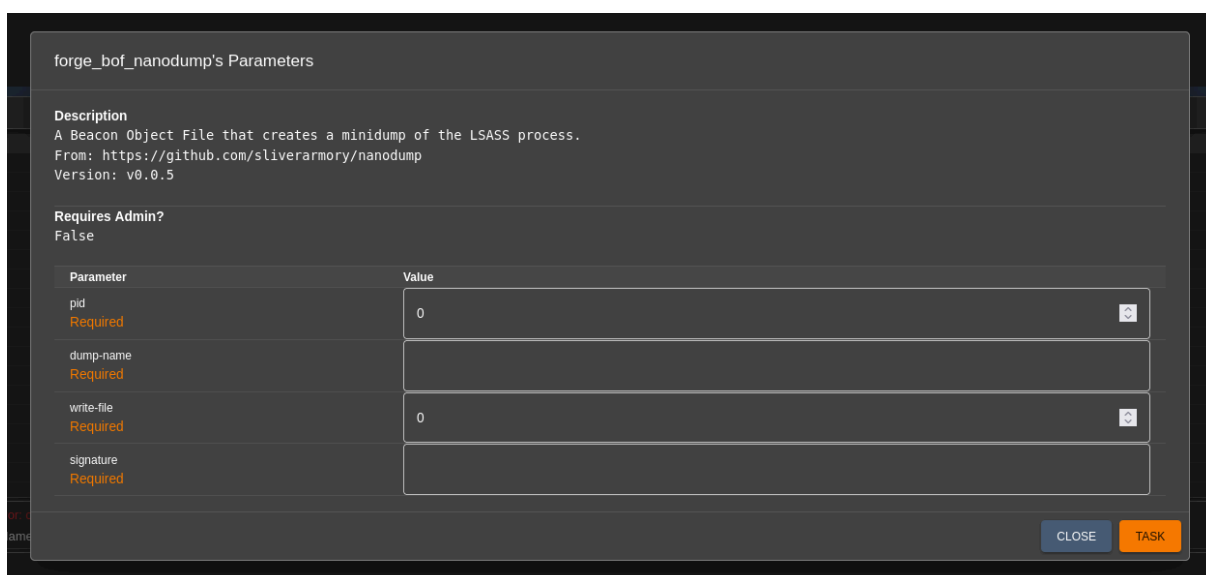 forge_bof_nanodump's Parameters
Description
A Beacon Object File that creates a minidump of the LSASS process.
From: https://github.com/sliverarmory/nanodump
Version: v0.0.5
Requires Admin?
False
Parameter Value
pid
Required
0
dump-name
Required
write-file
Required
0
signature
Required
CLOSE TASK